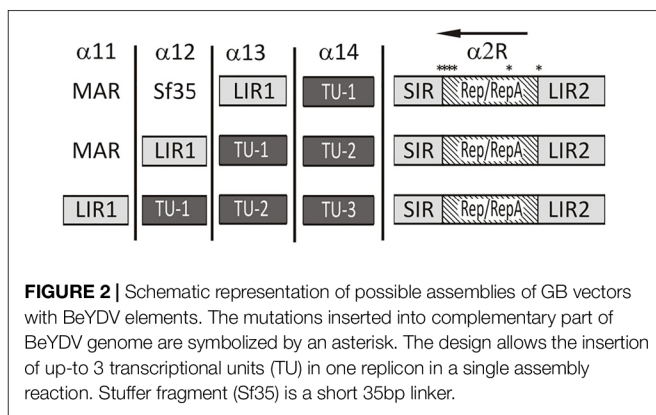 α11 α12 α13 α14 α2R
**** * *
MAR Sf35 LIR1 TU-1 SIR Rep/RepA LIR2
MAR LIR1 TU-1 TU-2 SIR Rep/RepA LIR2
LIR1 TU-1 TU-2 TU-3 SIR Rep/RepA LIR2
FIGURE 2 | Schematic representation of possible assemblies of GB vectors
with BeYDV elements. The mutations inserted into complementary part of
BeYDV genome are symbolized by an asterisk. The design allows the insertion
of up-to 3 transcriptional units (TU) in one replicon in a single assembly
reaction. Stuffer fragment (Sf35) is a short 35bp linker.